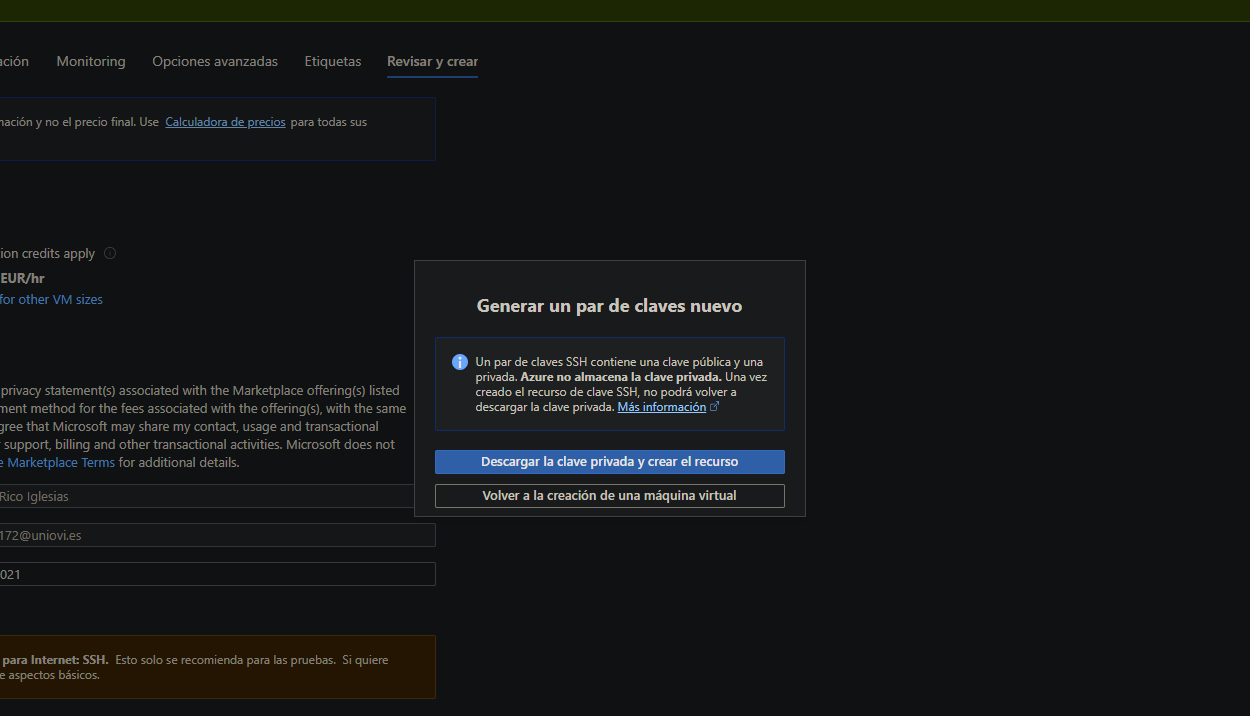 ación Monitoring Opciones avanzadas Etiquetas Revisar y crear
mación y no el precio final. Use Calculadora de precios para todas sus
ion credits apply
EUR/hr
for other VM sizes
Generar un par de claves nuevo
Un par de claves SSH contiene una clave pública y una
privada. Azure no almacena la clave privada. Una vez
creado el recurso de clave SSH, no podrá volver a
descargar la clave privada. Más información
Descargar la clave privada y crear el recurso
Volver a la creación de una máquina virtual
privacy statement(s) associated with the Marketplace offering(s) listed
ment method for the fees associated with the offering(s), with the same
gree that Microsoft may share my contact, usage and transactional
support, billing and other transactional activities. Microsoft does not
e Marketplace Terms for additional details.
Rico Iglesias
172@uniovi.es
021
para Internet: SSH. Esto solo se recomienda para las pruebas. Si quiere
e aspectos básicos.